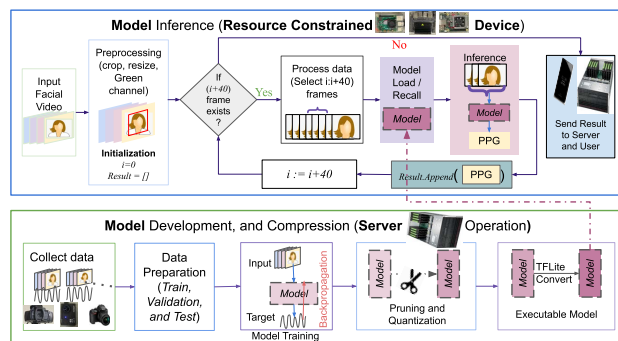 Model Inference (Resource Constrained Device)
Input
Facial
Video
Preprocessing
(crop, resize,
Green
channel)
Initialization
i=0
Result = []
If
(i+40)
frame
exists
?
Yes
No
Process data
(Select i:i+40)
frames
Model
Load /
Recall
Model
Inference
Model
PPG
Send Result
to Server
and User
i := i+40
Result.Append( PPG )
Model Development, and Compression (Server Operation)
Collect data
Data
Preparation
(Train,
Validation,
and Test)
Input
Model
Target
Backpropagation
Model Training
Model
Model
Pruning and
Quantization
Model
TFLite
Convert
Model
Executable Model